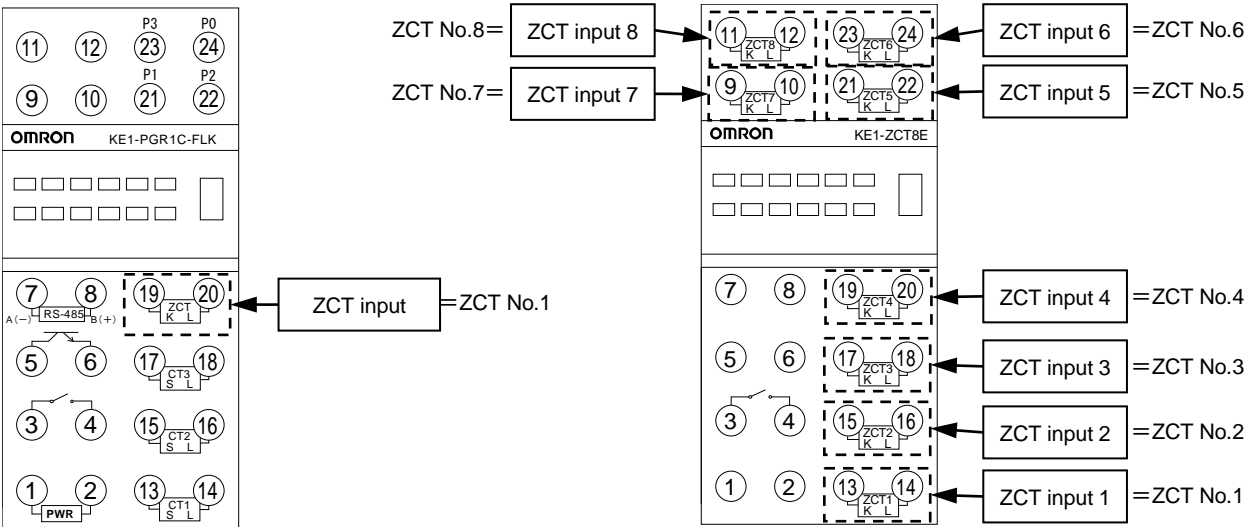 P3 P0
11 12 23 24
P1 P2
9 10 21 22
OMRON KE1-PGR1C-FLK
7 8 19 20
A(−) RS-485 B(+) ZCT
K L
5 6 17 18
CT3
S L
3 4 15 16
CT2
S L
1 2 13 14
PWR CT1
S L
ZCT input =ZCT No.1
ZCT No.8= ZCT input 8
11 12 23 24
ZCT8 ZCT6
K L K L
ZCT input 6 =ZCT No.6
ZCT No.7= ZCT input 7
9 10 21 22
ZCT7 ZCT5
K L K L
ZCT input 5 =ZCT No.5
OMRON KE1-ZCT8E
7 8 19 20
ZCT4
K L
ZCT input 4 =ZCT No.4
5 6 17 18
ZCT3
K L
ZCT input 3 =ZCT No.3
3 4 15 16
ZCT2
K L
ZCT input 2 =ZCT No.2
1 2 13 14
ZCT1
K L
ZCT input 1 =ZCT No.1